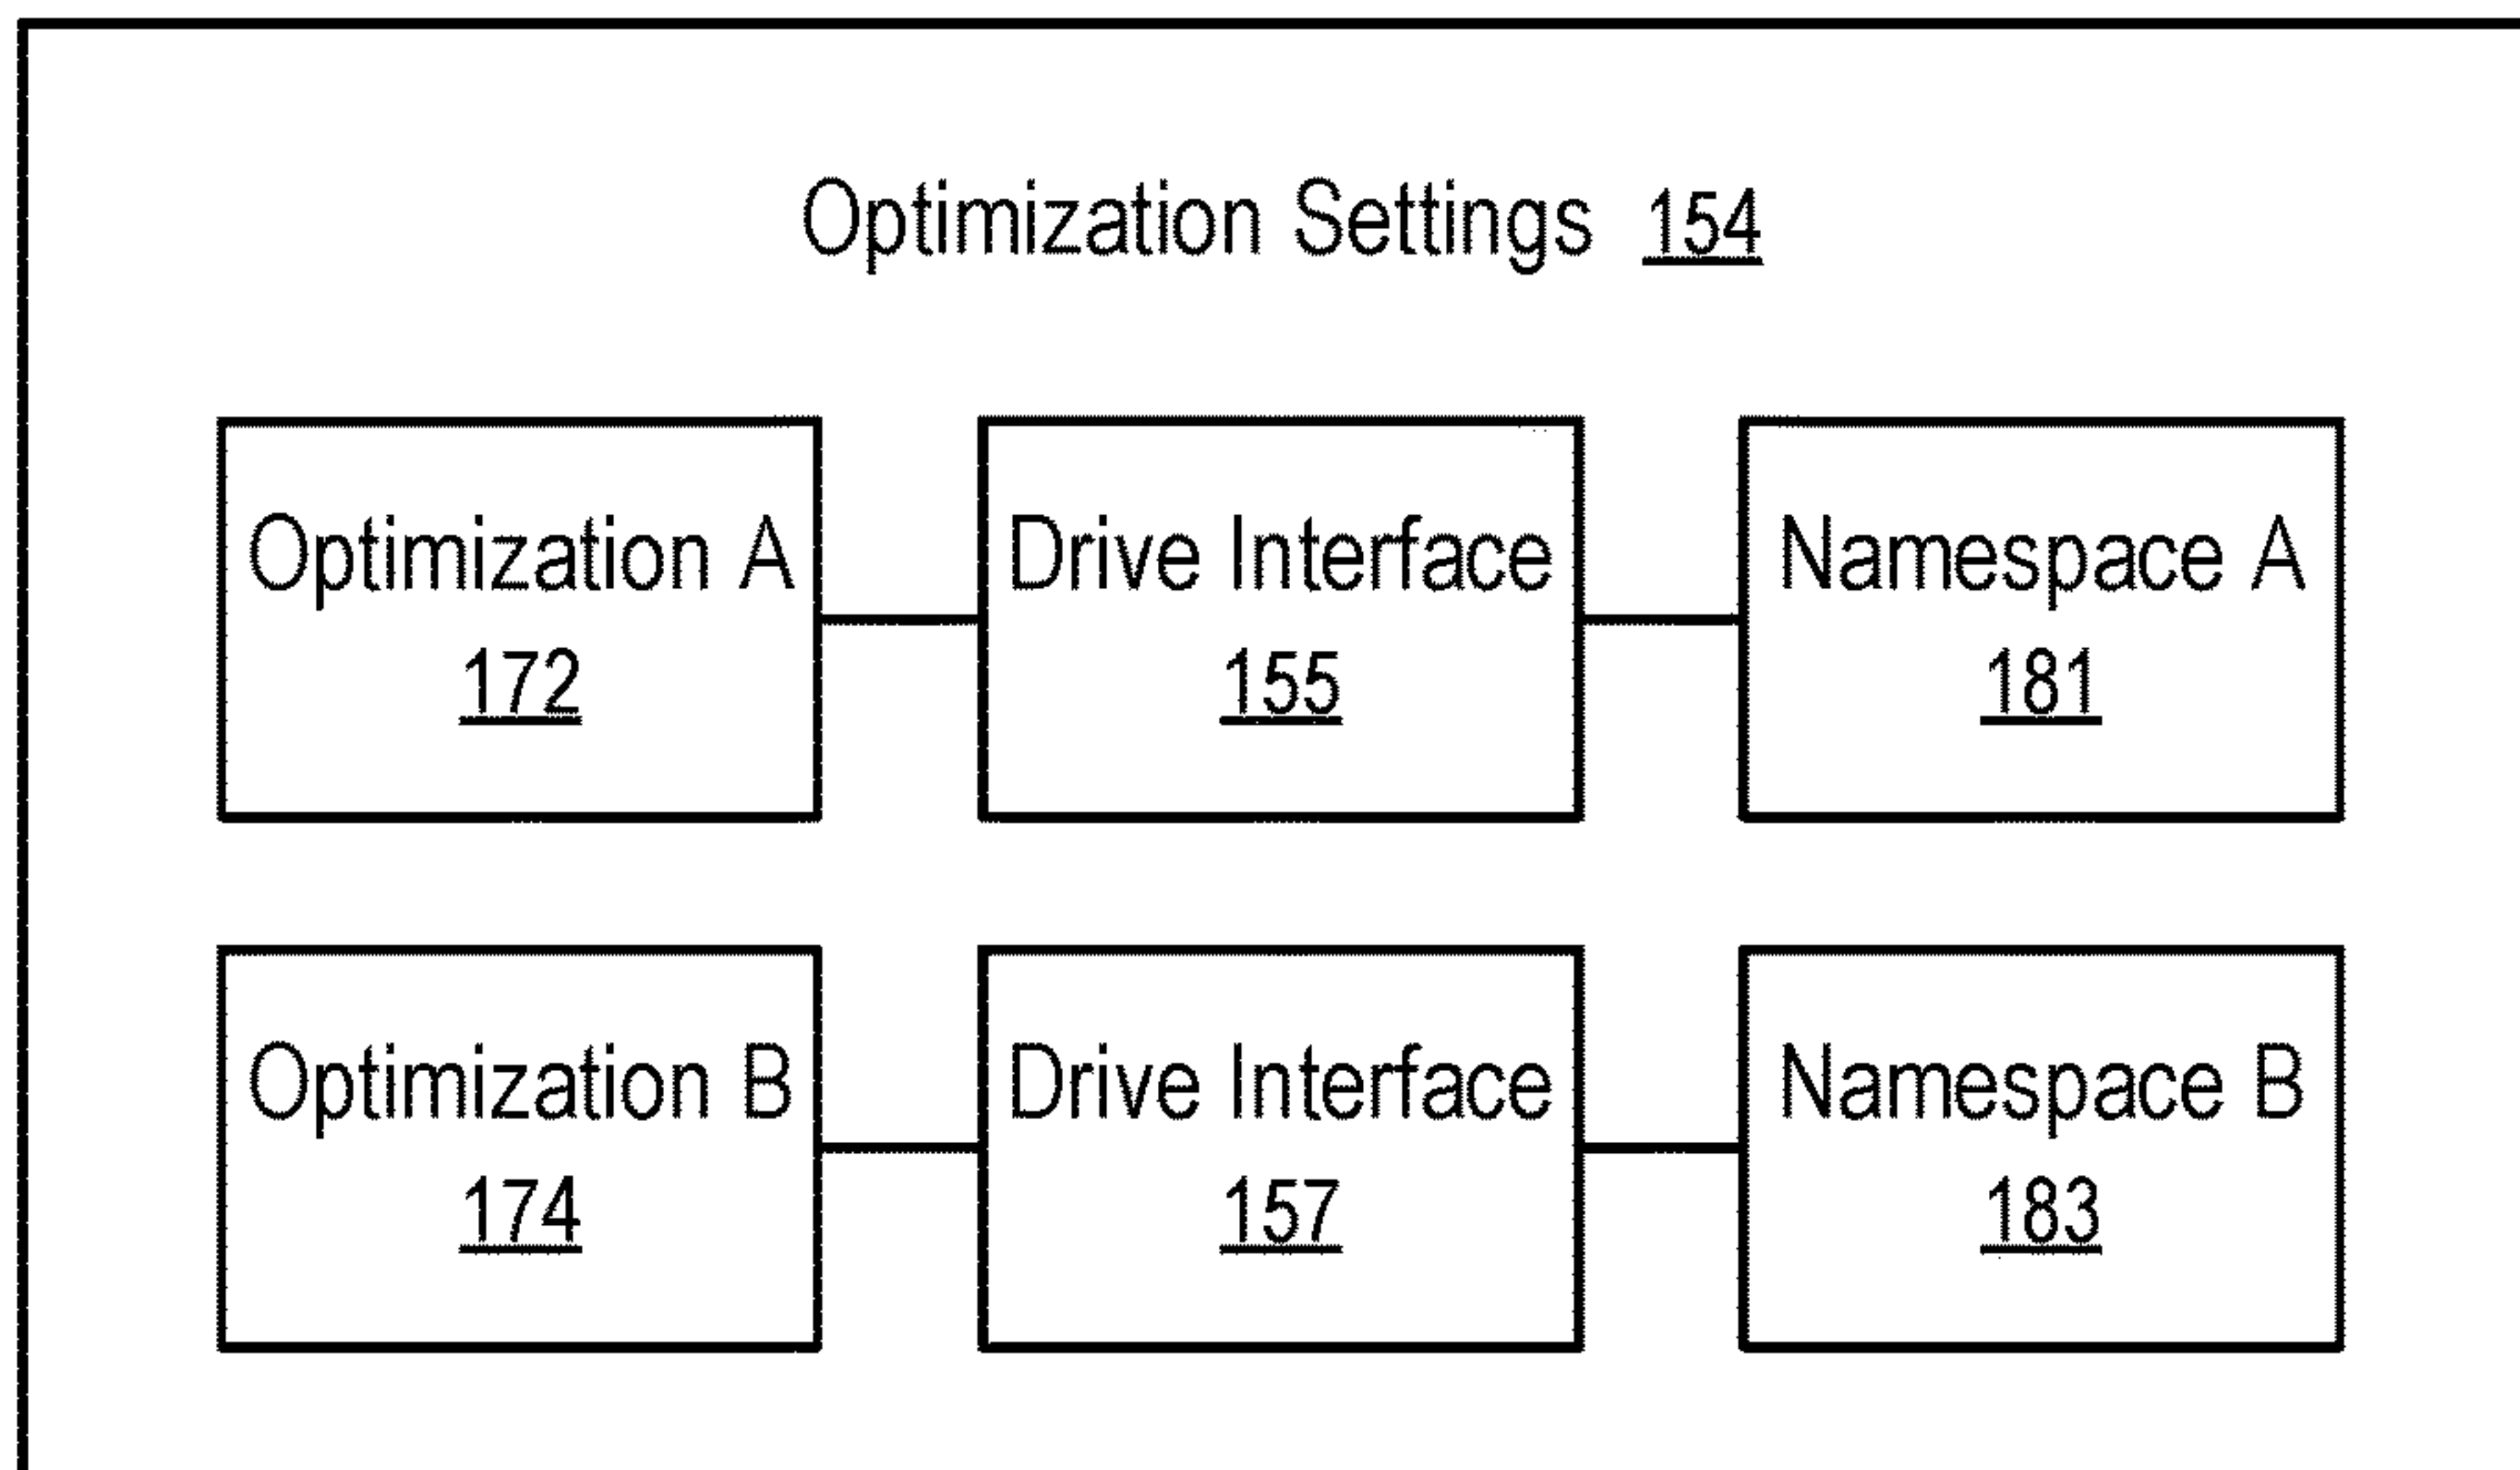 Optimization Settings 154
Optimization A
172
Drive Interface
155
Namespace A
181
Optimization B
174
Drive Interface
157
Namespace B
183